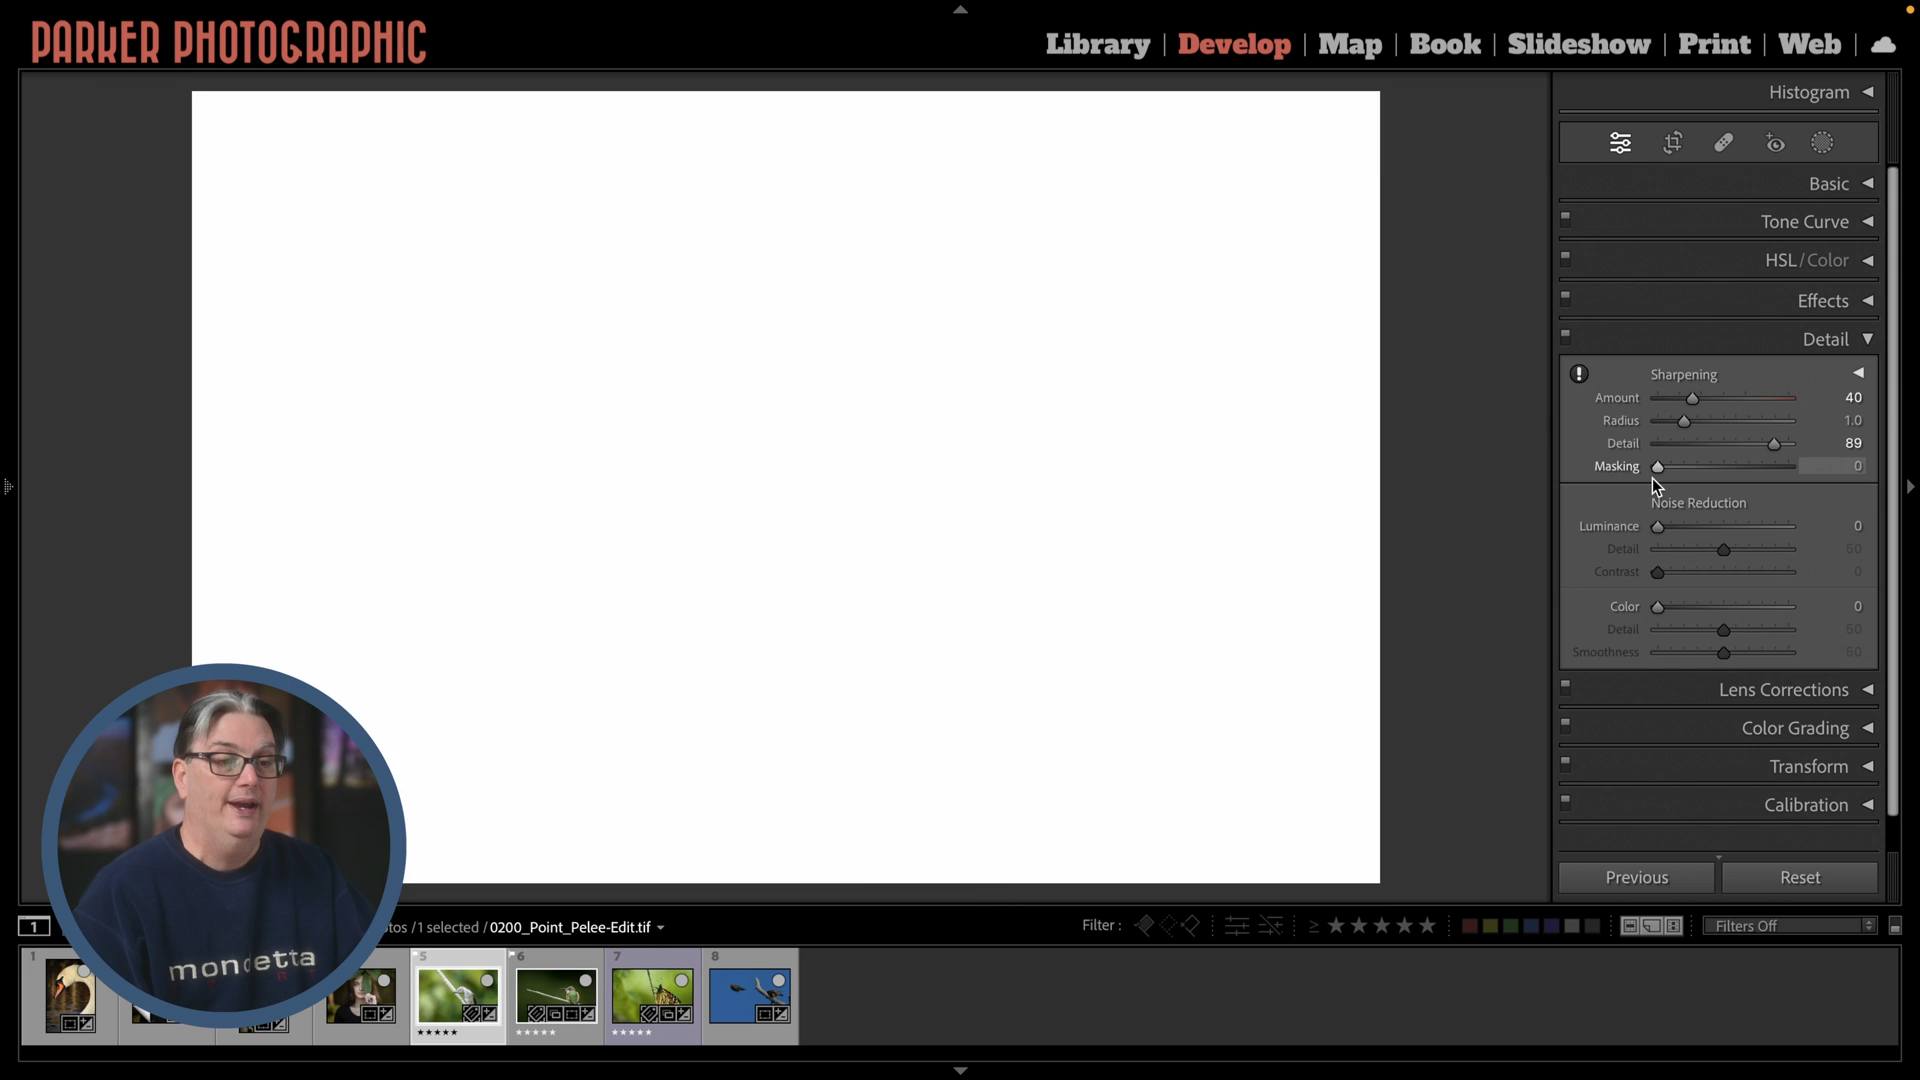 PARKER PHOTOGRAPHIC
Library | Develop | Map | Book | Slideshow | Print | Web |
Histogram
Basic
Tone Curve
HSL / Color
Effects
Detail
Sharpening
Amount 40
Radius 1.0
Detail 89
Masking 0
Noise Reduction
Luminance 0
Detail 50
Contrast 0
Color 0
Detail 50
Smoothness 50
Lens Corrections
Color Grading
Transform
Calibration
Previous Reset
1 /1 selected / 0200_Point_Pelee-Edit.tif Filter : Filters Off
1 5 6 7 8
mondetta